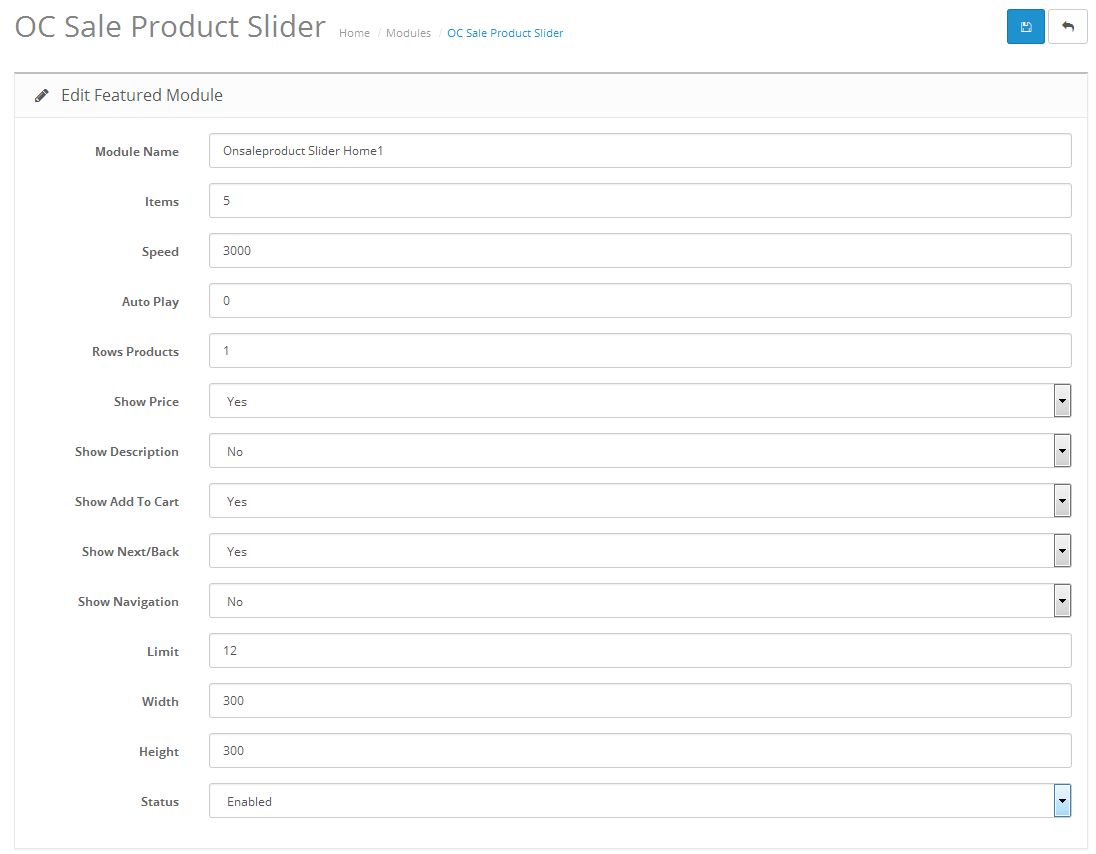 OC Sale Product Slider Home / Modules / OC Sale Product Slider
Edit Featured Module
Module Name Onsaleproduct Slider Home1
Items 5
Speed 3000
Auto Play 0
Rows Products 1
Show Price Yes
Show Description No
Show Add To Cart Yes
Show Next/Back Yes
Show Navigation No
Limit 12
Width 300
Height 300
Status Enabled